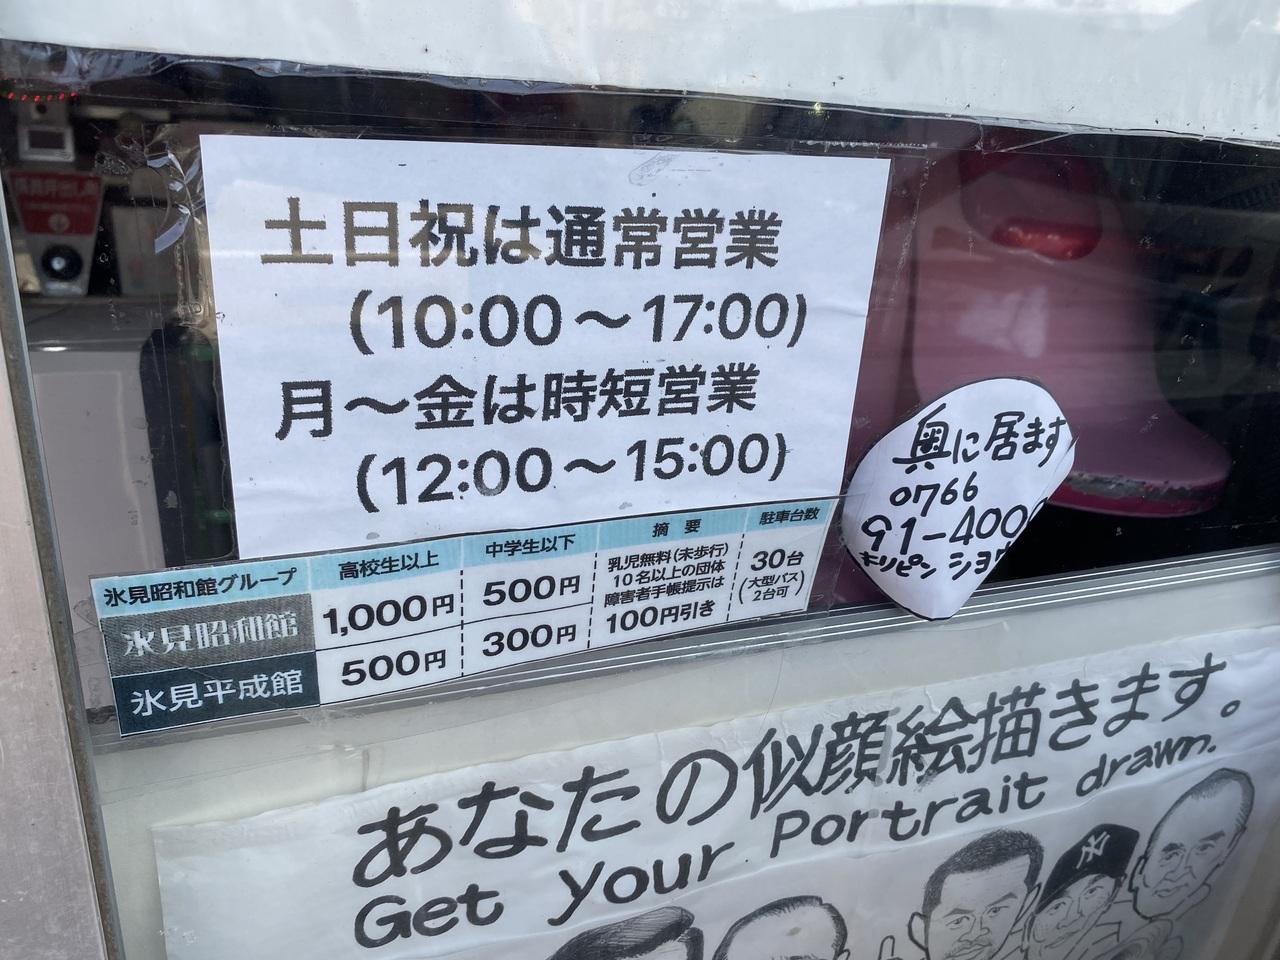 土日祝は通常営業
(10:00～17:00)
月～金は時短営業
(12:00～15:00)
奥に居ます
0766
91-400
キリピンショ
氷見昭和館グループ 高校生以上 中学生以下 摘要 駐車台数
氷見昭和館 1,000円 500円
氷見平成館 500円 300円
乳児無料(未歩行)
10名以上の団体
障害者手帳提示は
100円引き
30台
(大型バス
2台可)
あなたの似顔絵描きます。
Get your Portrait drawn.
NY